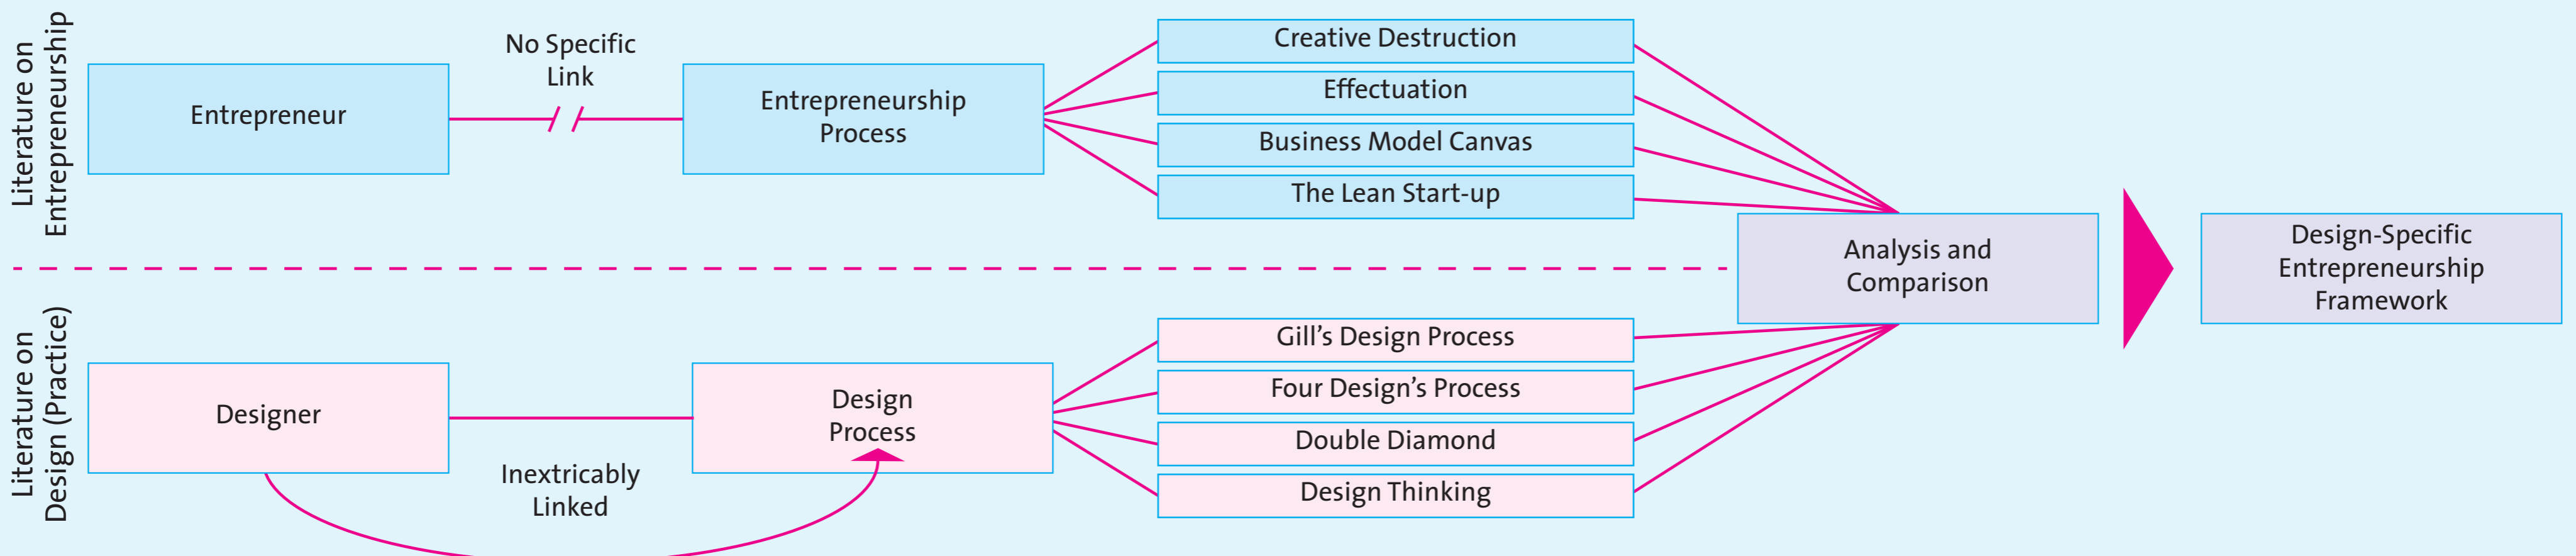 Literature on
Entrepreneurship
Entrepreneur
No Specific
Link
Entrepreneurship
Process
Creative Destruction
Effectuation
Business Model Canvas
The Lean Start-up
Analysis and
Comparison
Design-Specific
Entrepreneurship
Framework
Literature on
Design (Practice)
Designer
Inextricably
Linked
Design
Process
Gill’s Design Process
Four Design’s Process
Double Diamond
Design Thinking